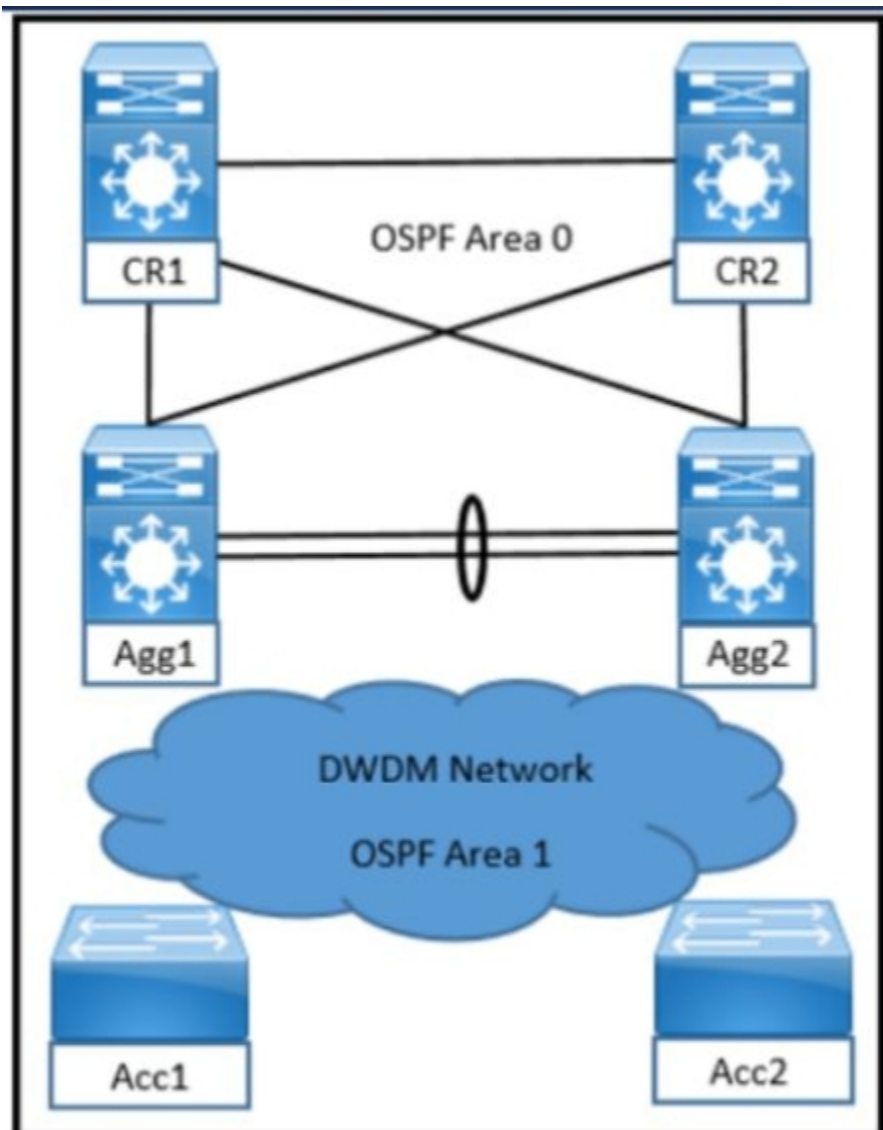 OSPF Area 0
CR1
CR2
Agg1
Agg2
DWDM Network
OSPF Area 1
Acc1
Acc2